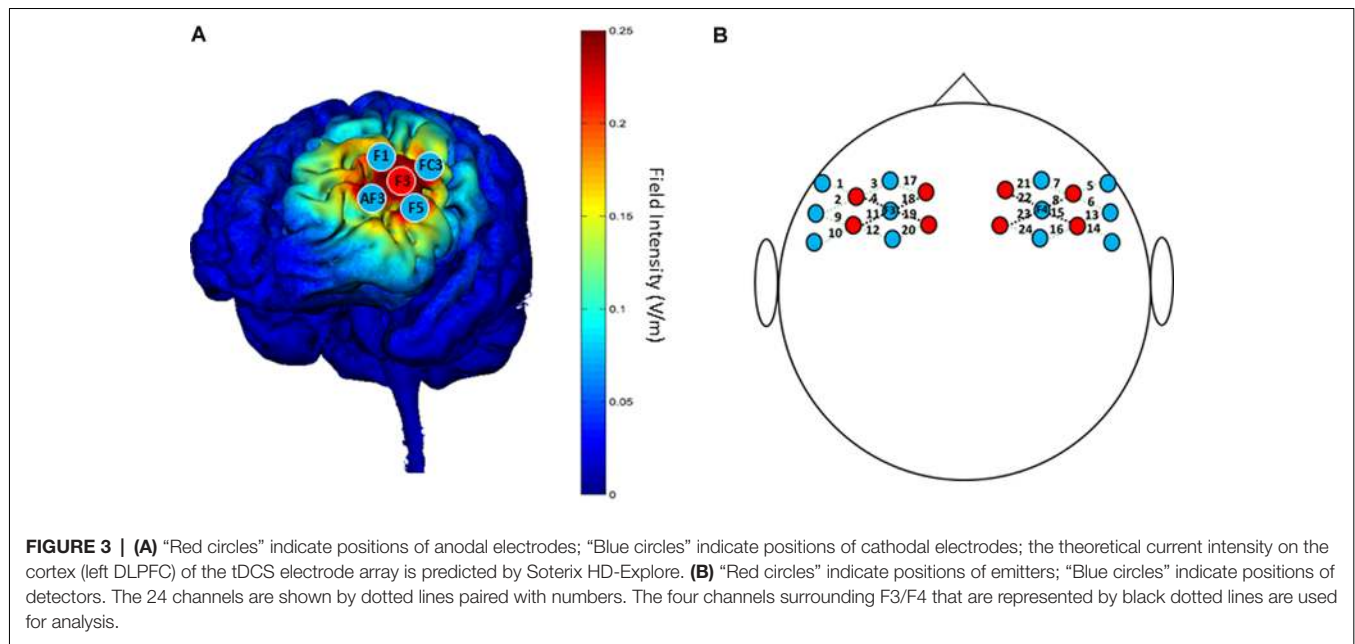 A
F1
FC3
F3
AF3
F5
0.25
0.2
0.15
0.1
0.05
0
Field Intensity (V/m)
B
1 3 17 21 7 5
2 4 18 22 8 6
9 11 F3 19 23 F4 15 13
10 12 20 24 16 14
FIGURE 3 | (A) “Red circles” indicate positions of anodal electrodes; “Blue circles” indicate positions of cathodal electrodes; the theoretical current intensity on the
cortex (left DLPFC) of the tDCS electrode array is predicted by Soterix HD-Explore. (B) “Red circles” indicate positions of emitters; “Blue circles” indicate positions of
detectors. The 24 channels are shown by dotted lines paired with numbers. The four channels surrounding F3/F4 that are represented by black dotted lines are used
for analysis.